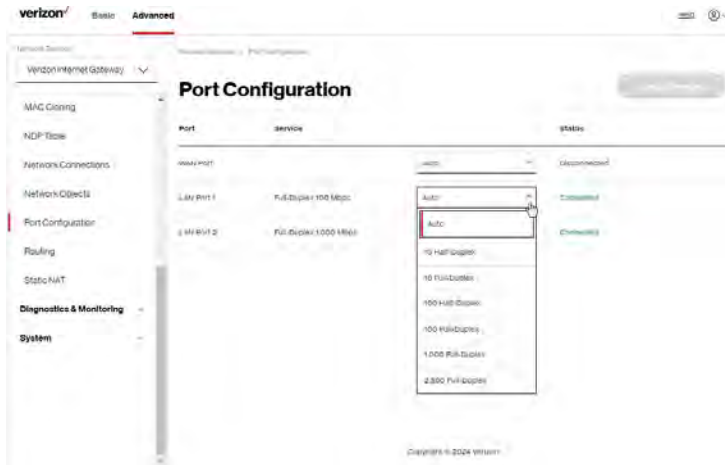 verizon Basic Advanced
Verizon Internet Gateway
MAC Cloning
NDP Table
Network Connections
Network Objects
Port Configuration
Routing
Static NAT
Diagnostics & Monitoring
System
Port Configuration
Port Service Status
WAN Port Auto Disconnected
LAN Port 1 Full-Duplex 100 Mbps Auto Connected
LAN Port 2 Full-Duplex 1000 Mbps Connected
Auto
10 Half-Duplex
10 Full-Duplex
100 Half-Duplex
100 Full-Duplex
1,000 Full-Duplex
2,500 Full-Duplex
Copyright © 2024 Verizon